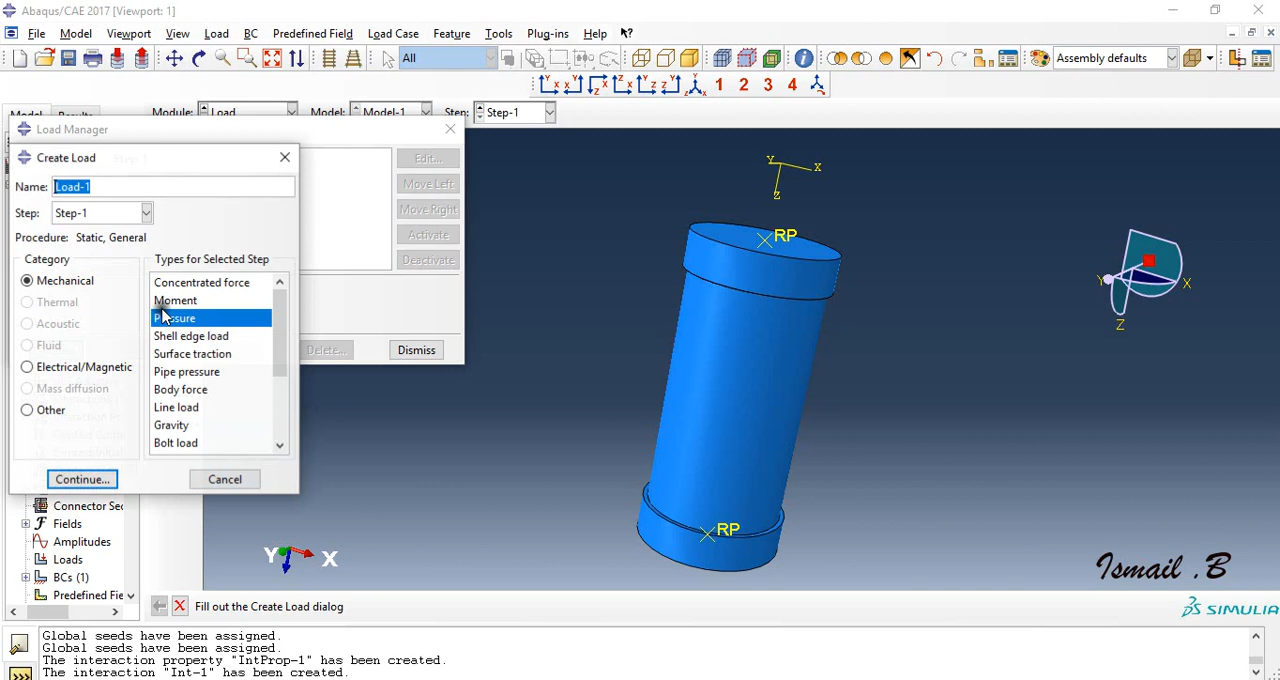 Abaqus/CAE 2017 [Viewport: 1]
File Model Viewport View Load BC Predefined Field Load Case Feature Tools Plug-ins Help
All
Assembly defaults
1 2 3 4
Model Results Module: Load Model: Model-1 Step: Step-1
Load Manager
Create Load
Name: Load-1
Step: Step-1
Procedure: Static, General
Category
Mechanical
Thermal
Acoustic
Fluid
Electrical/Magnetic
Mass diffusion
Other
Types for Selected Step
Concentrated force
Moment
Pressure
Shell edge load
Surface traction
Pipe pressure
Body force
Line load
Gravity
Bolt load
Continue...
Cancel
Edit...
Move Left
Move Right
Activate
Deactivate
Delete...
Dismiss
Connector Sec
Fields
Amplitudes
Loads
BCs (1)
Predefined Fie
Y X
Z
RP
RP
Y X
Z
Y X
Ismail .B
Fill out the Create Load dialog
SIMULIA
Global seeds have been assigned.
Global seeds have been assigned.
The interaction property "IntProp-1" has been created.
The interaction "Int-1" has been created.